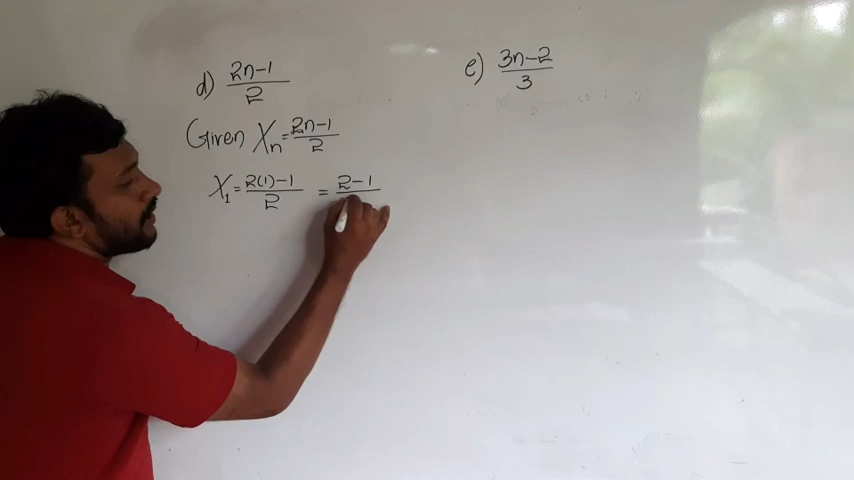 d) (2n-1)/2
Given Xn = (2n-1)/2
X1 = (2(1)-1)/2 = (2-1)/
e) (3n-2)/3